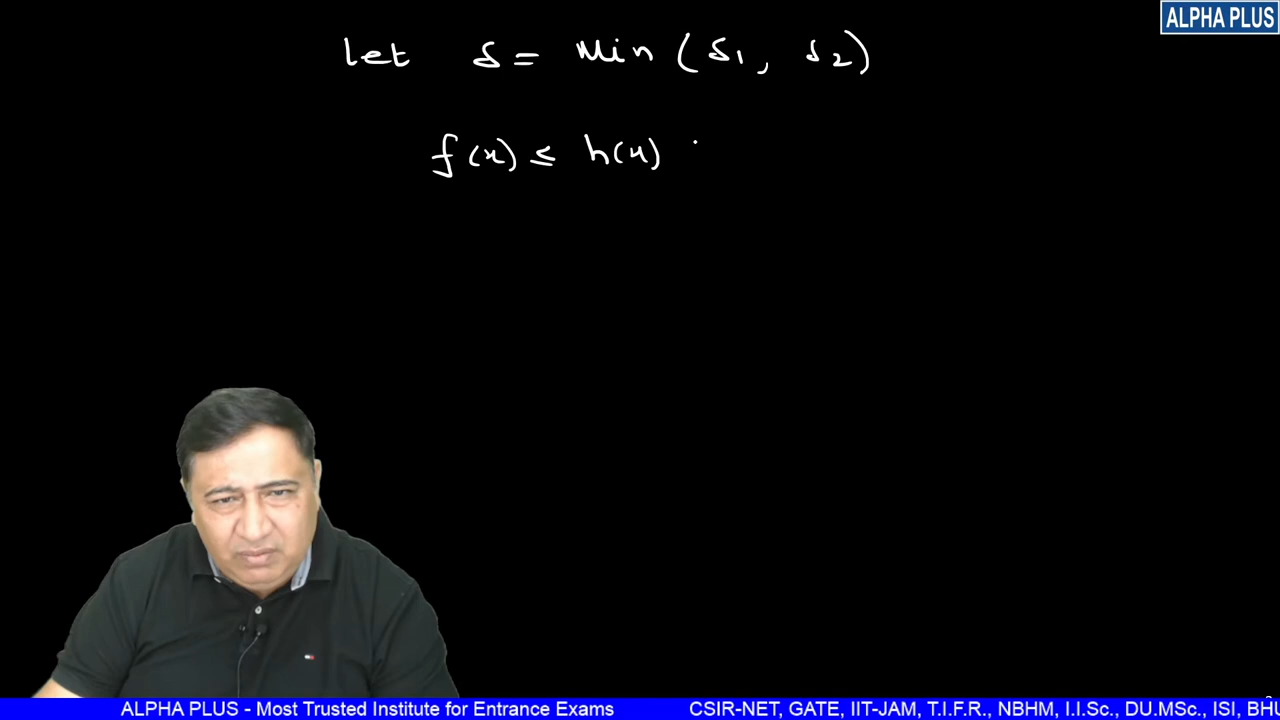 ALPHA PLUS
let δ = Min (δ1, δ2)
f(x) ≤ h(x)
ALPHA PLUS - Most Trusted Institute for Entrance Exams CSIR-NET, GATE, IIT-JAM, T.I.F.R., NBHM, I.I.Sc., DU.MSc., ISI, BHU